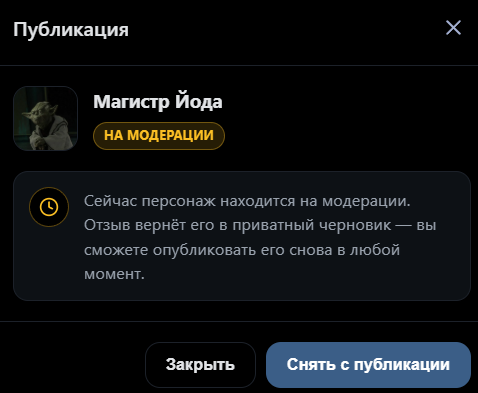 Публикация
Магистр Йода
НА МОДЕРАЦИИ
Сейчас персонаж находится на модерации.
Отзыв вернёт его в приватный черновик — вы
сможете опубликовать его снова в любой
момент.
Закрыть
Снять с публикации